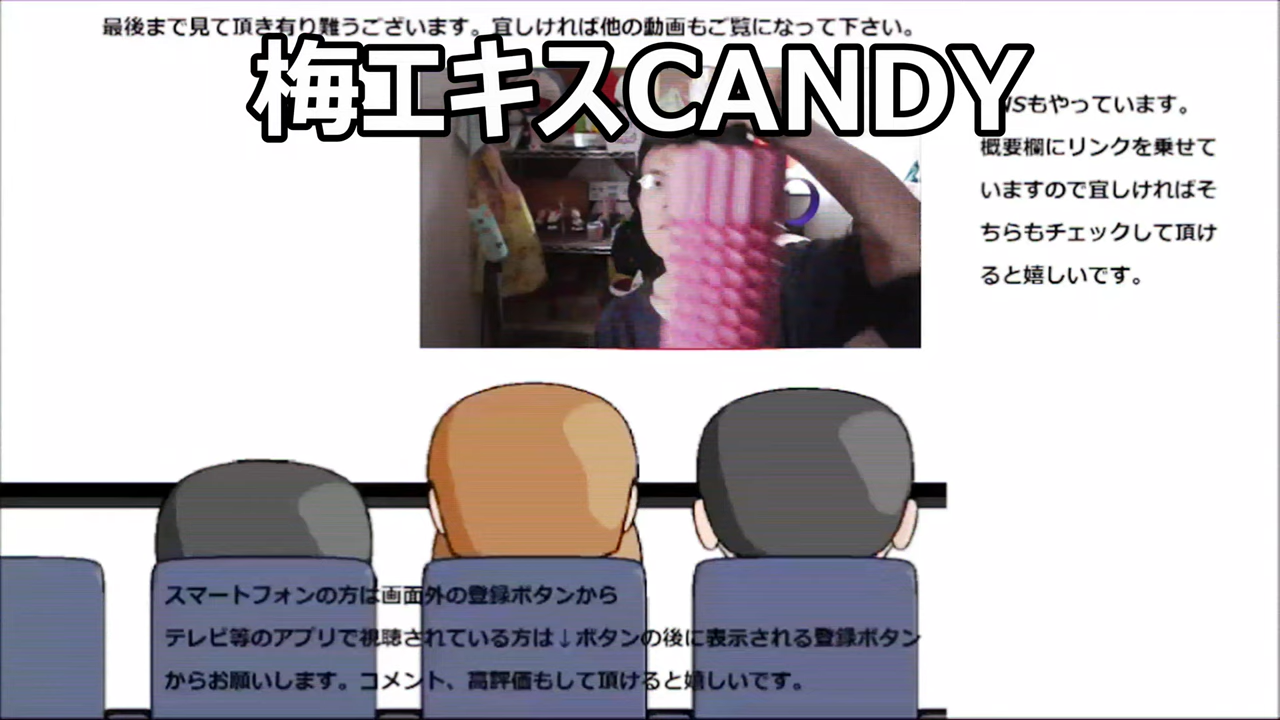 最後まで見て頂き有り難うございます。宜しければ他の動画もご覧になって下さい。
梅エキスCANDY
NSもやっています。
概要欄にリンクを乗せて
いますので宜しければそ
ちらもチェックして頂け
ると嬉しいです。
スマートフォンの方は画面外の登録ボタンから
テレビ等のアプリで視聴されている方は↓ボタンの後に表示される登録ボタン
からお願いします。コメント、高評価もして頂けると嬉しいです。